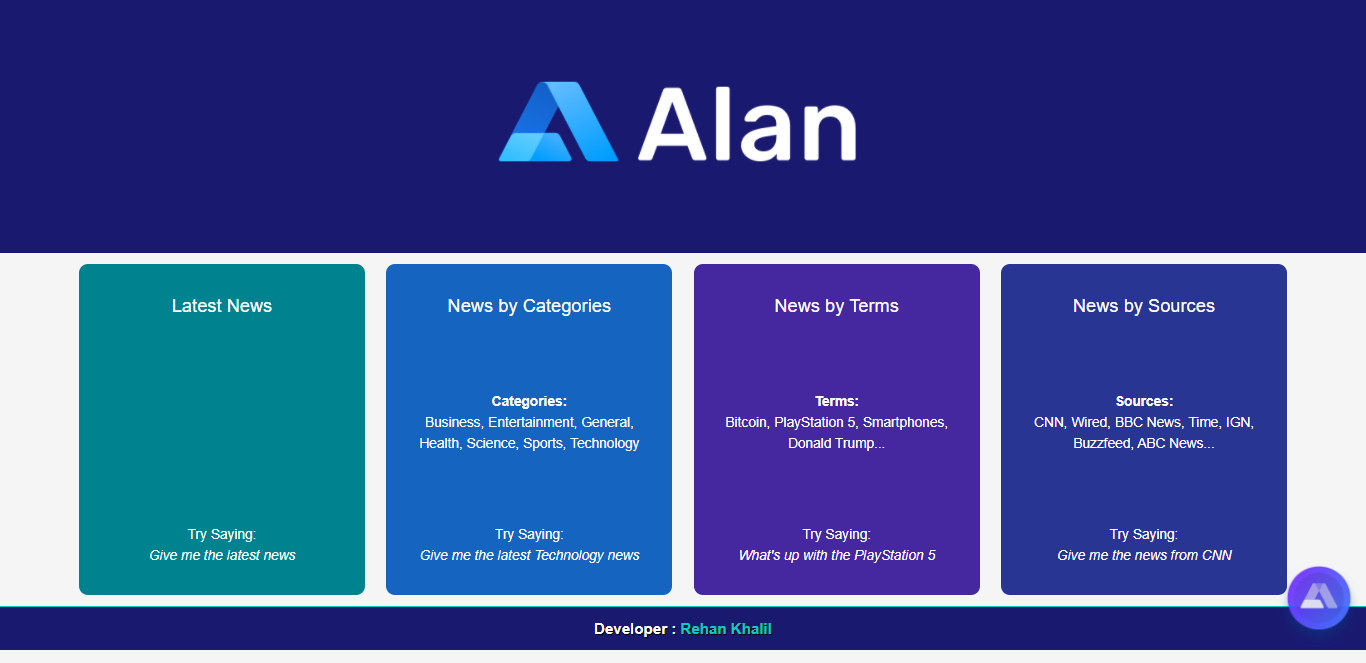 Alan
Latest News
Try Saying:
Give me the latest news
News by Categories
Categories:
Business, Entertainment, General,
Health, Science, Sports, Technology
Try Saying:
Give me the latest Technology news
News by Terms
Terms:
Bitcoin, PlayStation 5, Smartphones,
Donald Trump...
Try Saying:
What's up with the PlayStation 5
News by Sources
Sources:
CNN, Wired, BBC News, Time, IGN,
Buzzfeed, ABC News...
Try Saying:
Give me the news from CNN
Developer : Rehan Khalil